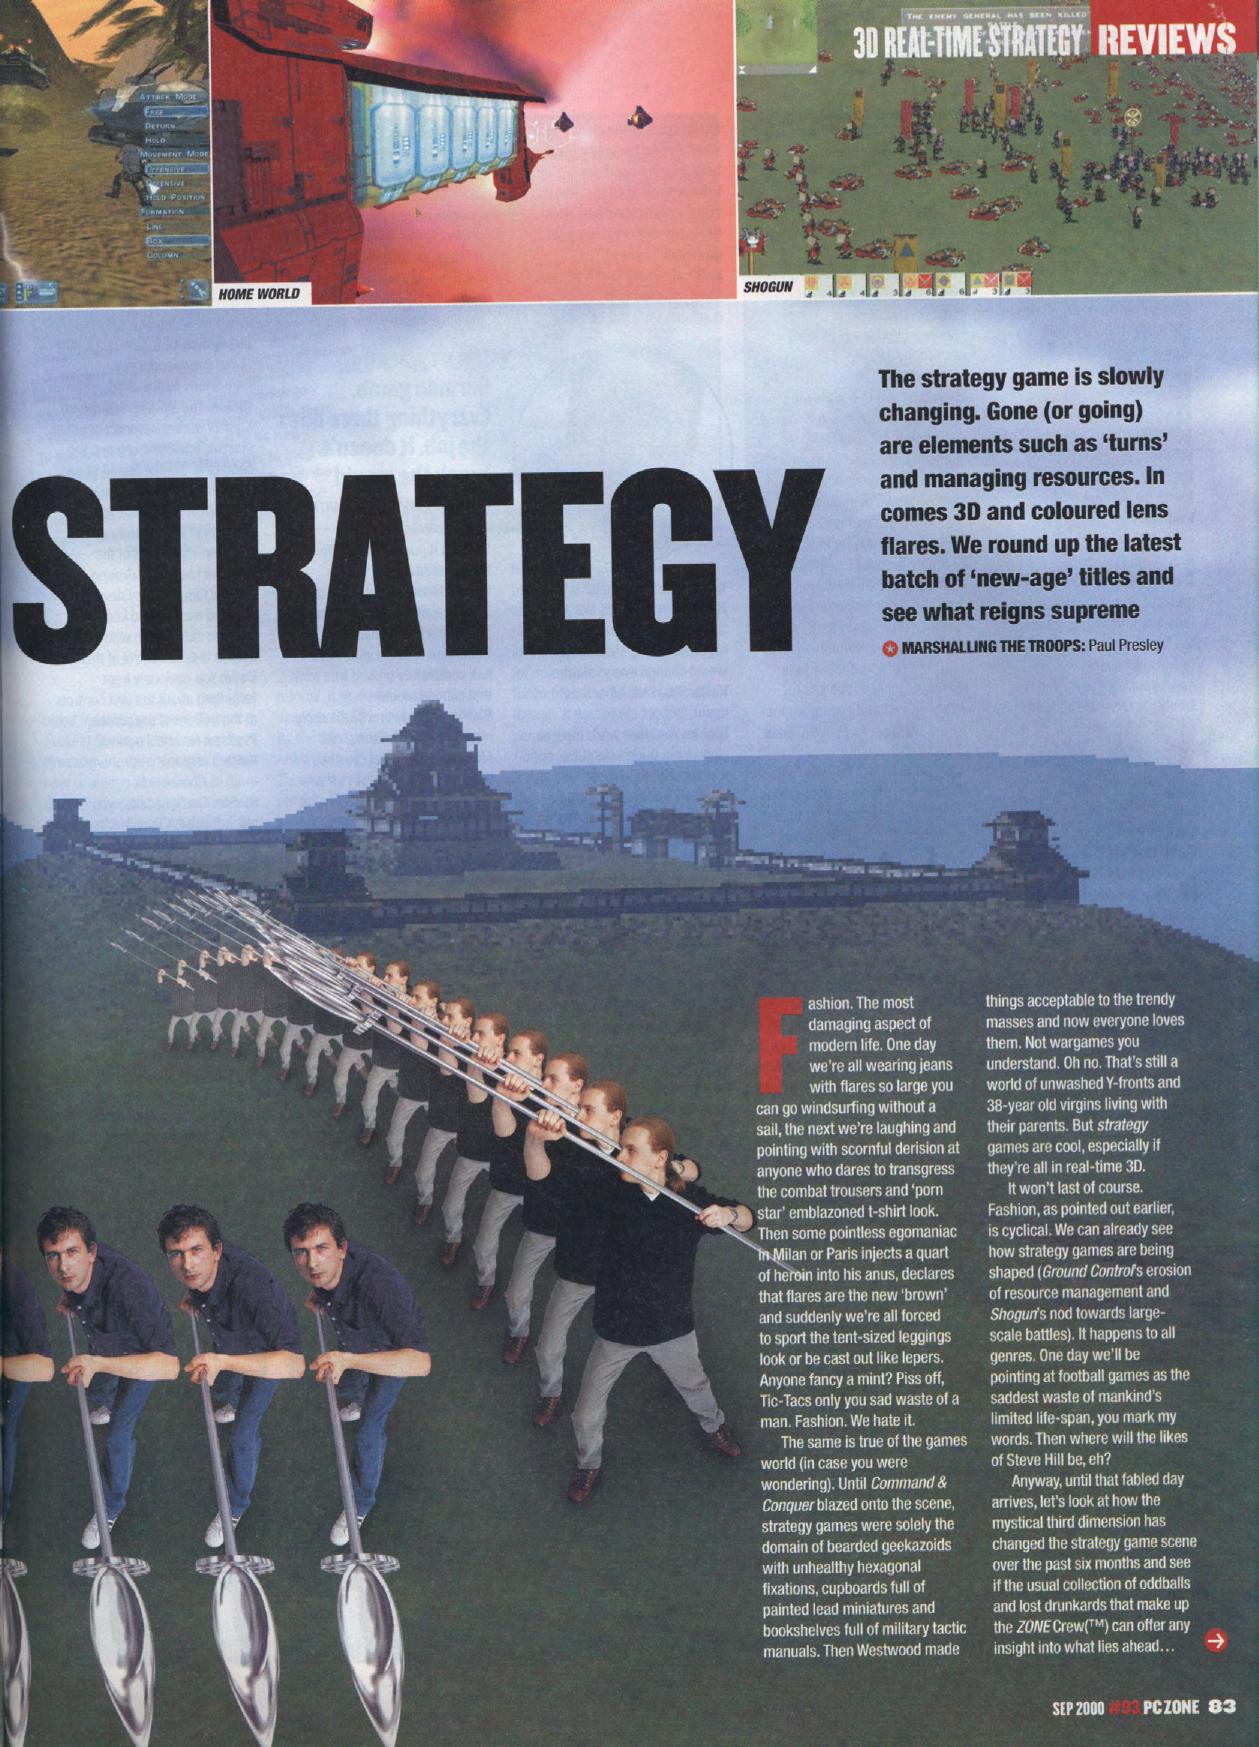 THE ENEMY GENERAL HAS BEEN KILLED
3D REAL-TIME STRATEGY REVIEWS
ATTACK MODE
FREE
RETURN
HOLD
MOVEMENT MODE
OFFENSIVE
DEFENSIVE
HOLD POSITION
FORMATION
LINE
BOX
COLUMN
HOME WORLD
SHOGUN
The strategy game is slowly
changing. Gone (or going)
are elements such as ‘turns’
and managing resources. In
comes 3D and coloured lens
flares. We round up the latest
batch of ‘new-age’ titles and
see what reigns supreme
MARSHALLING THE TROOPS: Paul Presley
STRATEGY
Fashion. The most
damaging aspect of
modern life. One day
we're all wearing jeans
with flares so large you
can go windsurfing without a
sail, the next we're laughing and
pointing with scornful derision at
anyone who dares to transgress
the combat trousers and ‘porn
star’ emblazoned t-shirt look.
Then some pointless egomaniac
in Milan or Paris injects a quart
of heroin into his anus, declares
that flares are the new ‘brown’
and suddenly we're all forced
to sport the tent-sized leggings
look or be cast out like lepers.
Anyone fancy a mint? Piss off,
Tic-Tacs only you sad waste of a
man. Fashion. We hate it.
The same is true of the games
world (in case you were
wondering). Until Command &
Conquer blazed onto the scene,
strategy games were solely the
domain of bearded geekazoids
with unhealthy hexagonal
fixations, cupboards full of
painted lead miniatures and
bookshelves full of military tactic
manuals. Then Westwood made
things acceptable to the trendy
masses and now everyone loves
them. Not wargames you
understand. Oh no. That's still a
world of unwashed Y-fronts and
38-year old virgins living with
their parents. But strategy
games are cool, especially if
they're all in real-time 3D.
It won't last of course.
Fashion, as pointed out earlier,
is cyclical. We can already see
how strategy games are being
shaped (Ground Control's erosion
of resource management and
Shogun's nod towards large-
scale battles). It happens to all
genres. One day we'll be
pointing at football games as the
saddest waste of mankind's
limited life-span, you mark my
words. Then where will the likes
of Steve Hill be, eh?
Anyway, until that fabled day
arrives, let's look at how the
mystical third dimension has
changed the strategy game scene
over the past six months and see
if the usual collection of oddballs
and lost drunkards that make up
the ZONE Crew(™) can offer any
insight into what lies ahead...
SEP 2000 #93 PCZONE 83